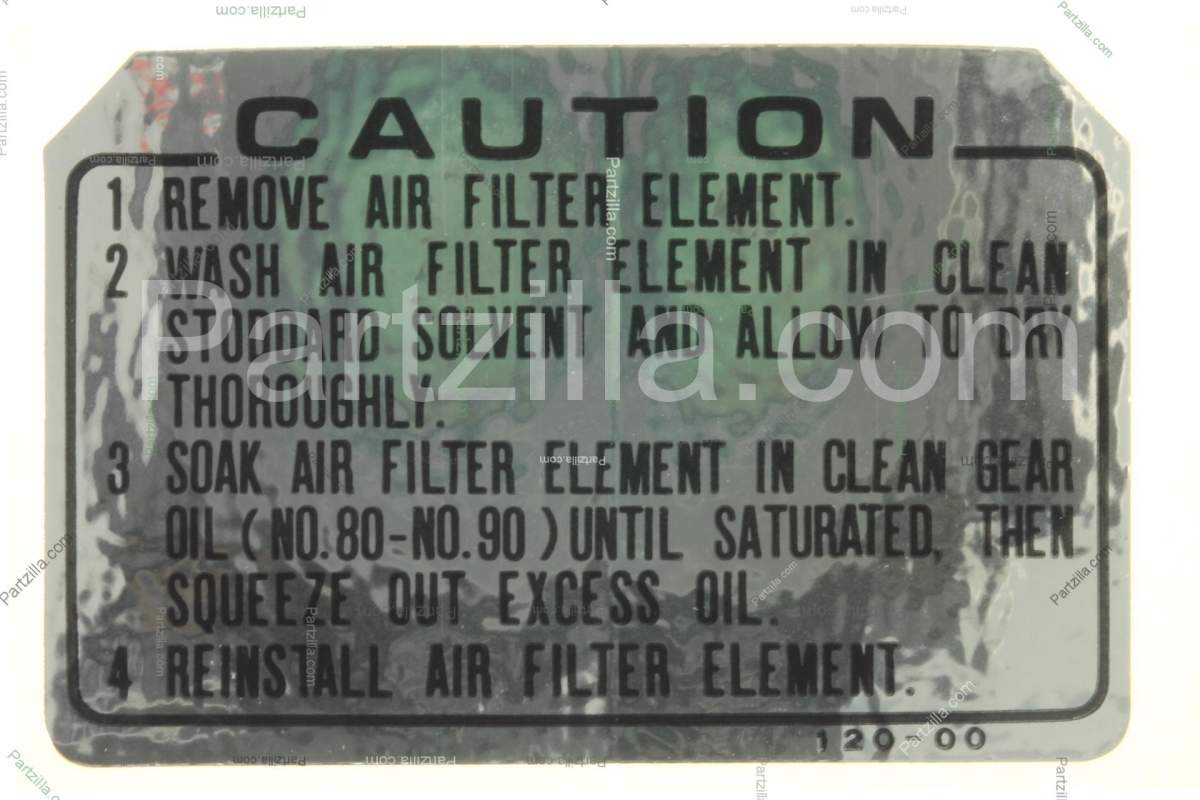 CAUTION
1 REMOVE AIR FILTER ELEMENT.
2 WASH AIR FILTER ELEMENT IN CLEAN
STODDARD SOLVENT AND ALLOW TO DRY
THOROUGHLY.
3 SOAK AIR FILTER ELEMENT IN CLEAN GEAR
OIL (NO.80-NO.90) UNTIL SATURATED, THEN
SQUEEZE OUT EXCESS OIL.
4 REINSTALL AIR FILTER ELEMENT.
120-00
Partzilla.com